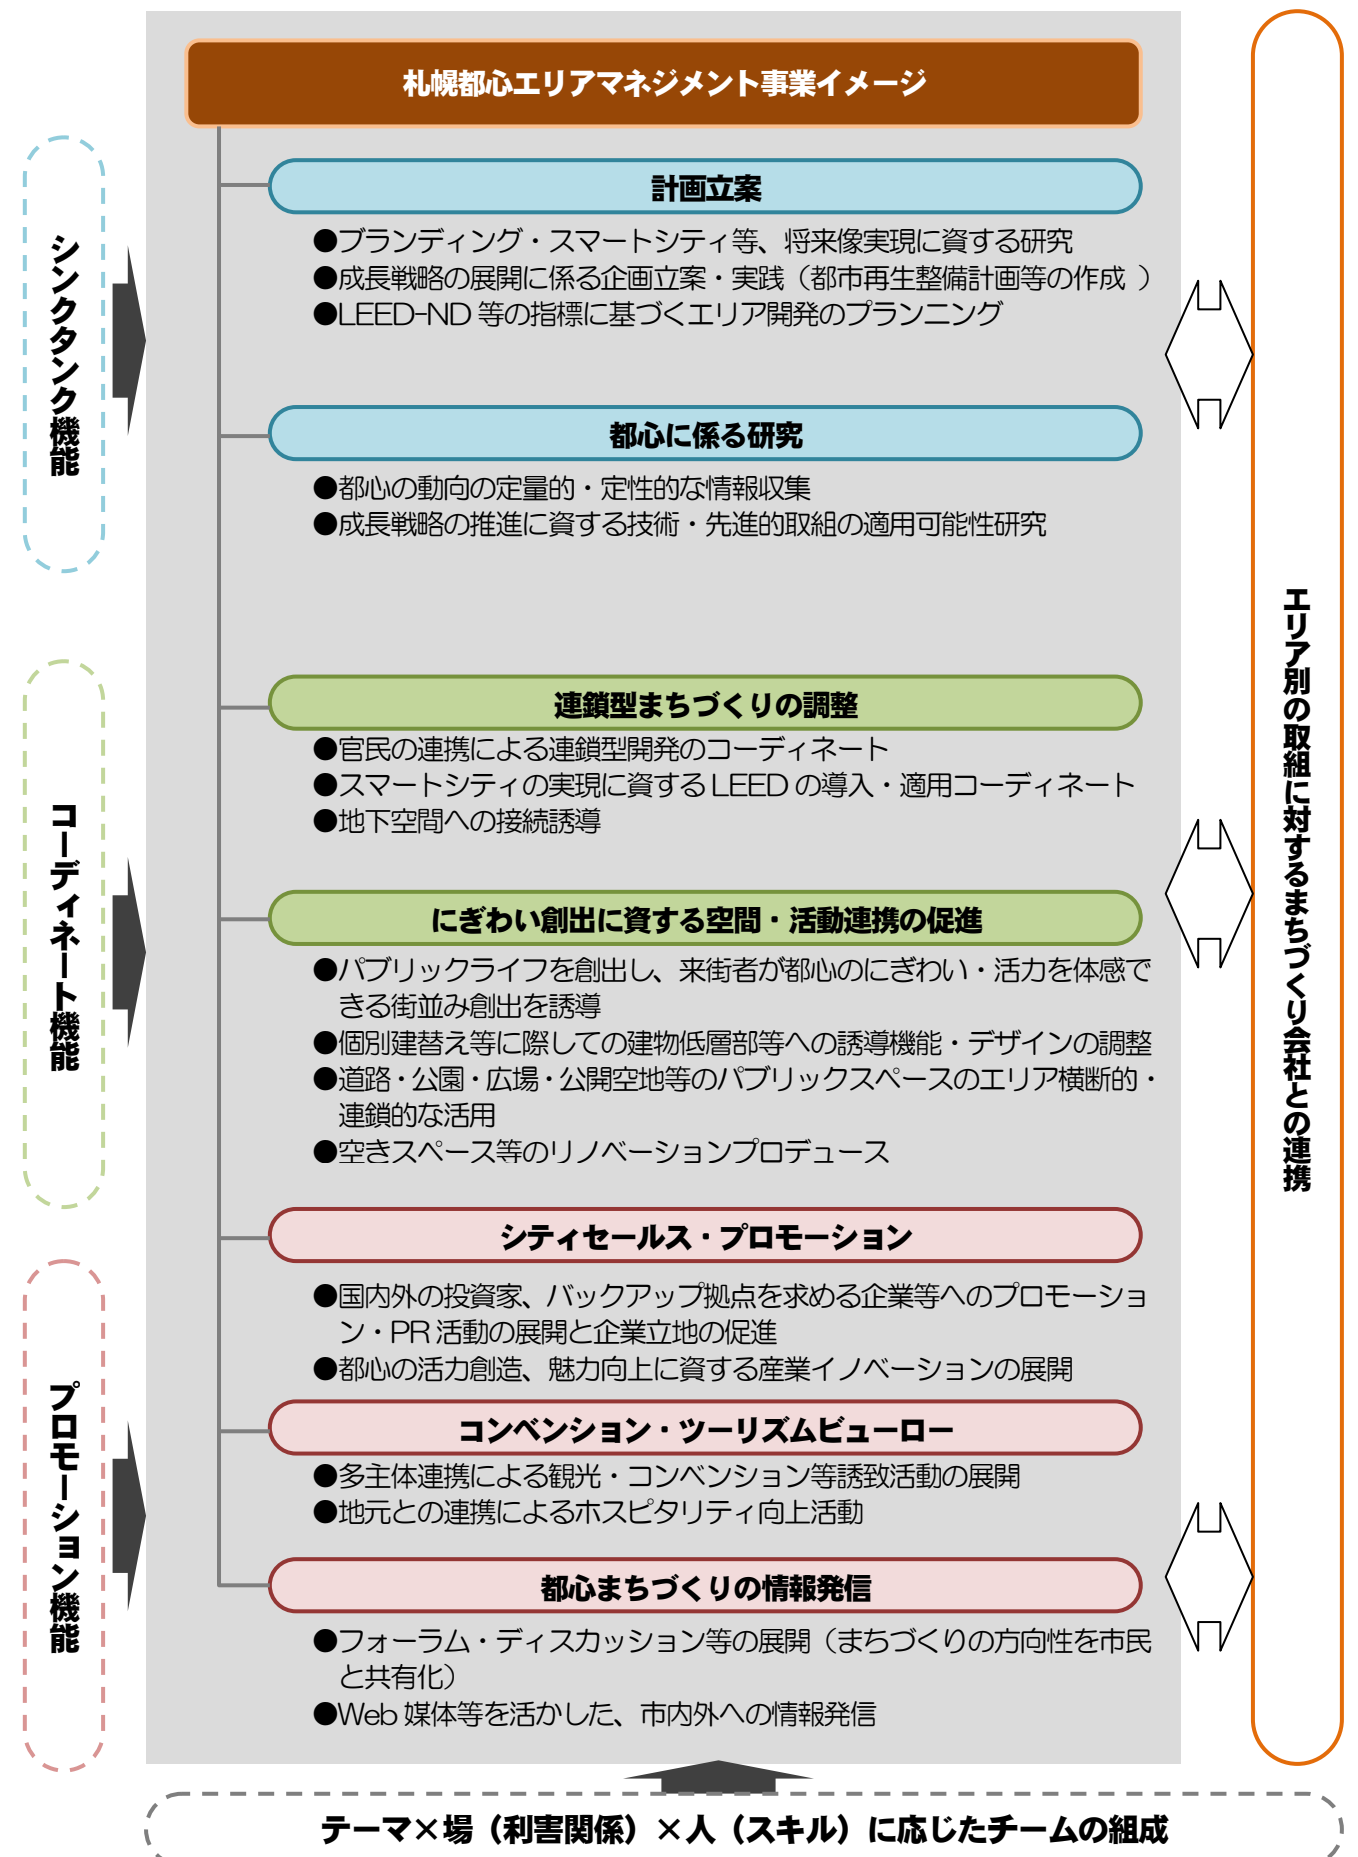 札幌都心エリアマネジメント事業イメージ
シンクタンク機能
計画立案
●ブランディング・スマートシティ等、将来像実現に資する研究
●成長戦略の展開に係る企画立案・実践（都市再生整備計画等の作成 ）
●LEED-ND 等の指標に基づくエリア開発のプランニング
都心に係る研究
●都心の動向の定量的・定性的な情報収集
●成長戦略の推進に資する技術・先進的取組の適用可能性研究
コーディネート機能
連鎖型まちづくりの調整
●官民の連携による連鎖型開発のコーディネート
●スマートシティの実現に資する LEED の導入・適用コーディネート
●地下空間への接続誘導
にぎわい創出に資する空間・活動連携の促進
●パブリックライフを創出し、来街者が都心のにぎわい・活力を体感で
きる街並み創出を誘導
●個別建替え等に際しての建物低層部等への誘導機能・デザインの調整
●道路・公園・広場・公開空地等のパブリックスペースのエリア横断的・
連鎖的な活用
●空きスペース等のリノベーションプロデュース
プロモーション機能
シティセールス・プロモーション
●国内外の投資家、バックアップ拠点を求める企業等へのプロモーショ
ン・PR 活動の展開と企業立地の促進
●都心の活力創造、魅力向上に資する産業イノベーションの展開
コンベンション・ツーリズムビューロー
●多主体連携による観光・コンベンション等誘致活動の展開
●地元との連携によるホスピタリティ向上活動
都心まちづくりの情報発信
●フォーラム・ディスカッション等の展開（まちづくりの方向性を市民
と共有化）
●Web 媒体等を活かした、市内外への情報発信
エリア別の取組に対するまちづくり会社との連携
テーマ×場（利害関係）×人（スキル）に応じたチームの組成